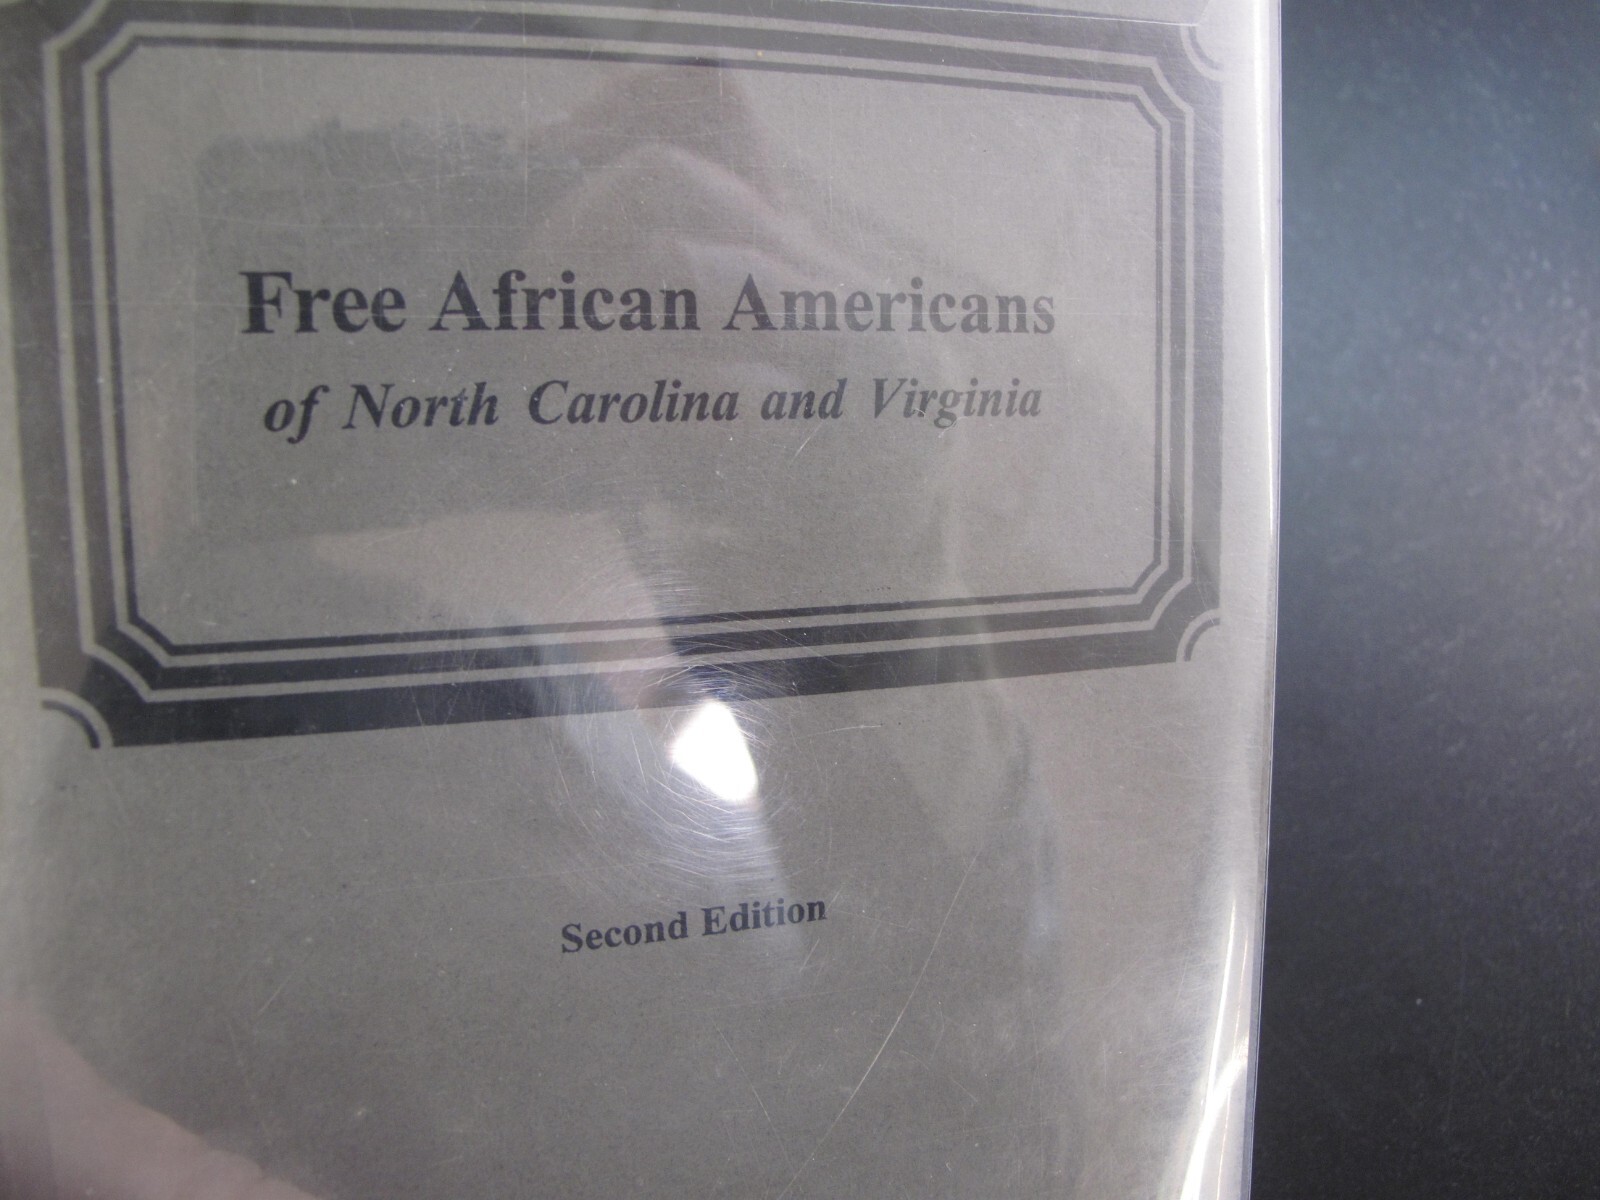 Free African Americans
of North Carolina and Virginia
Second Edition